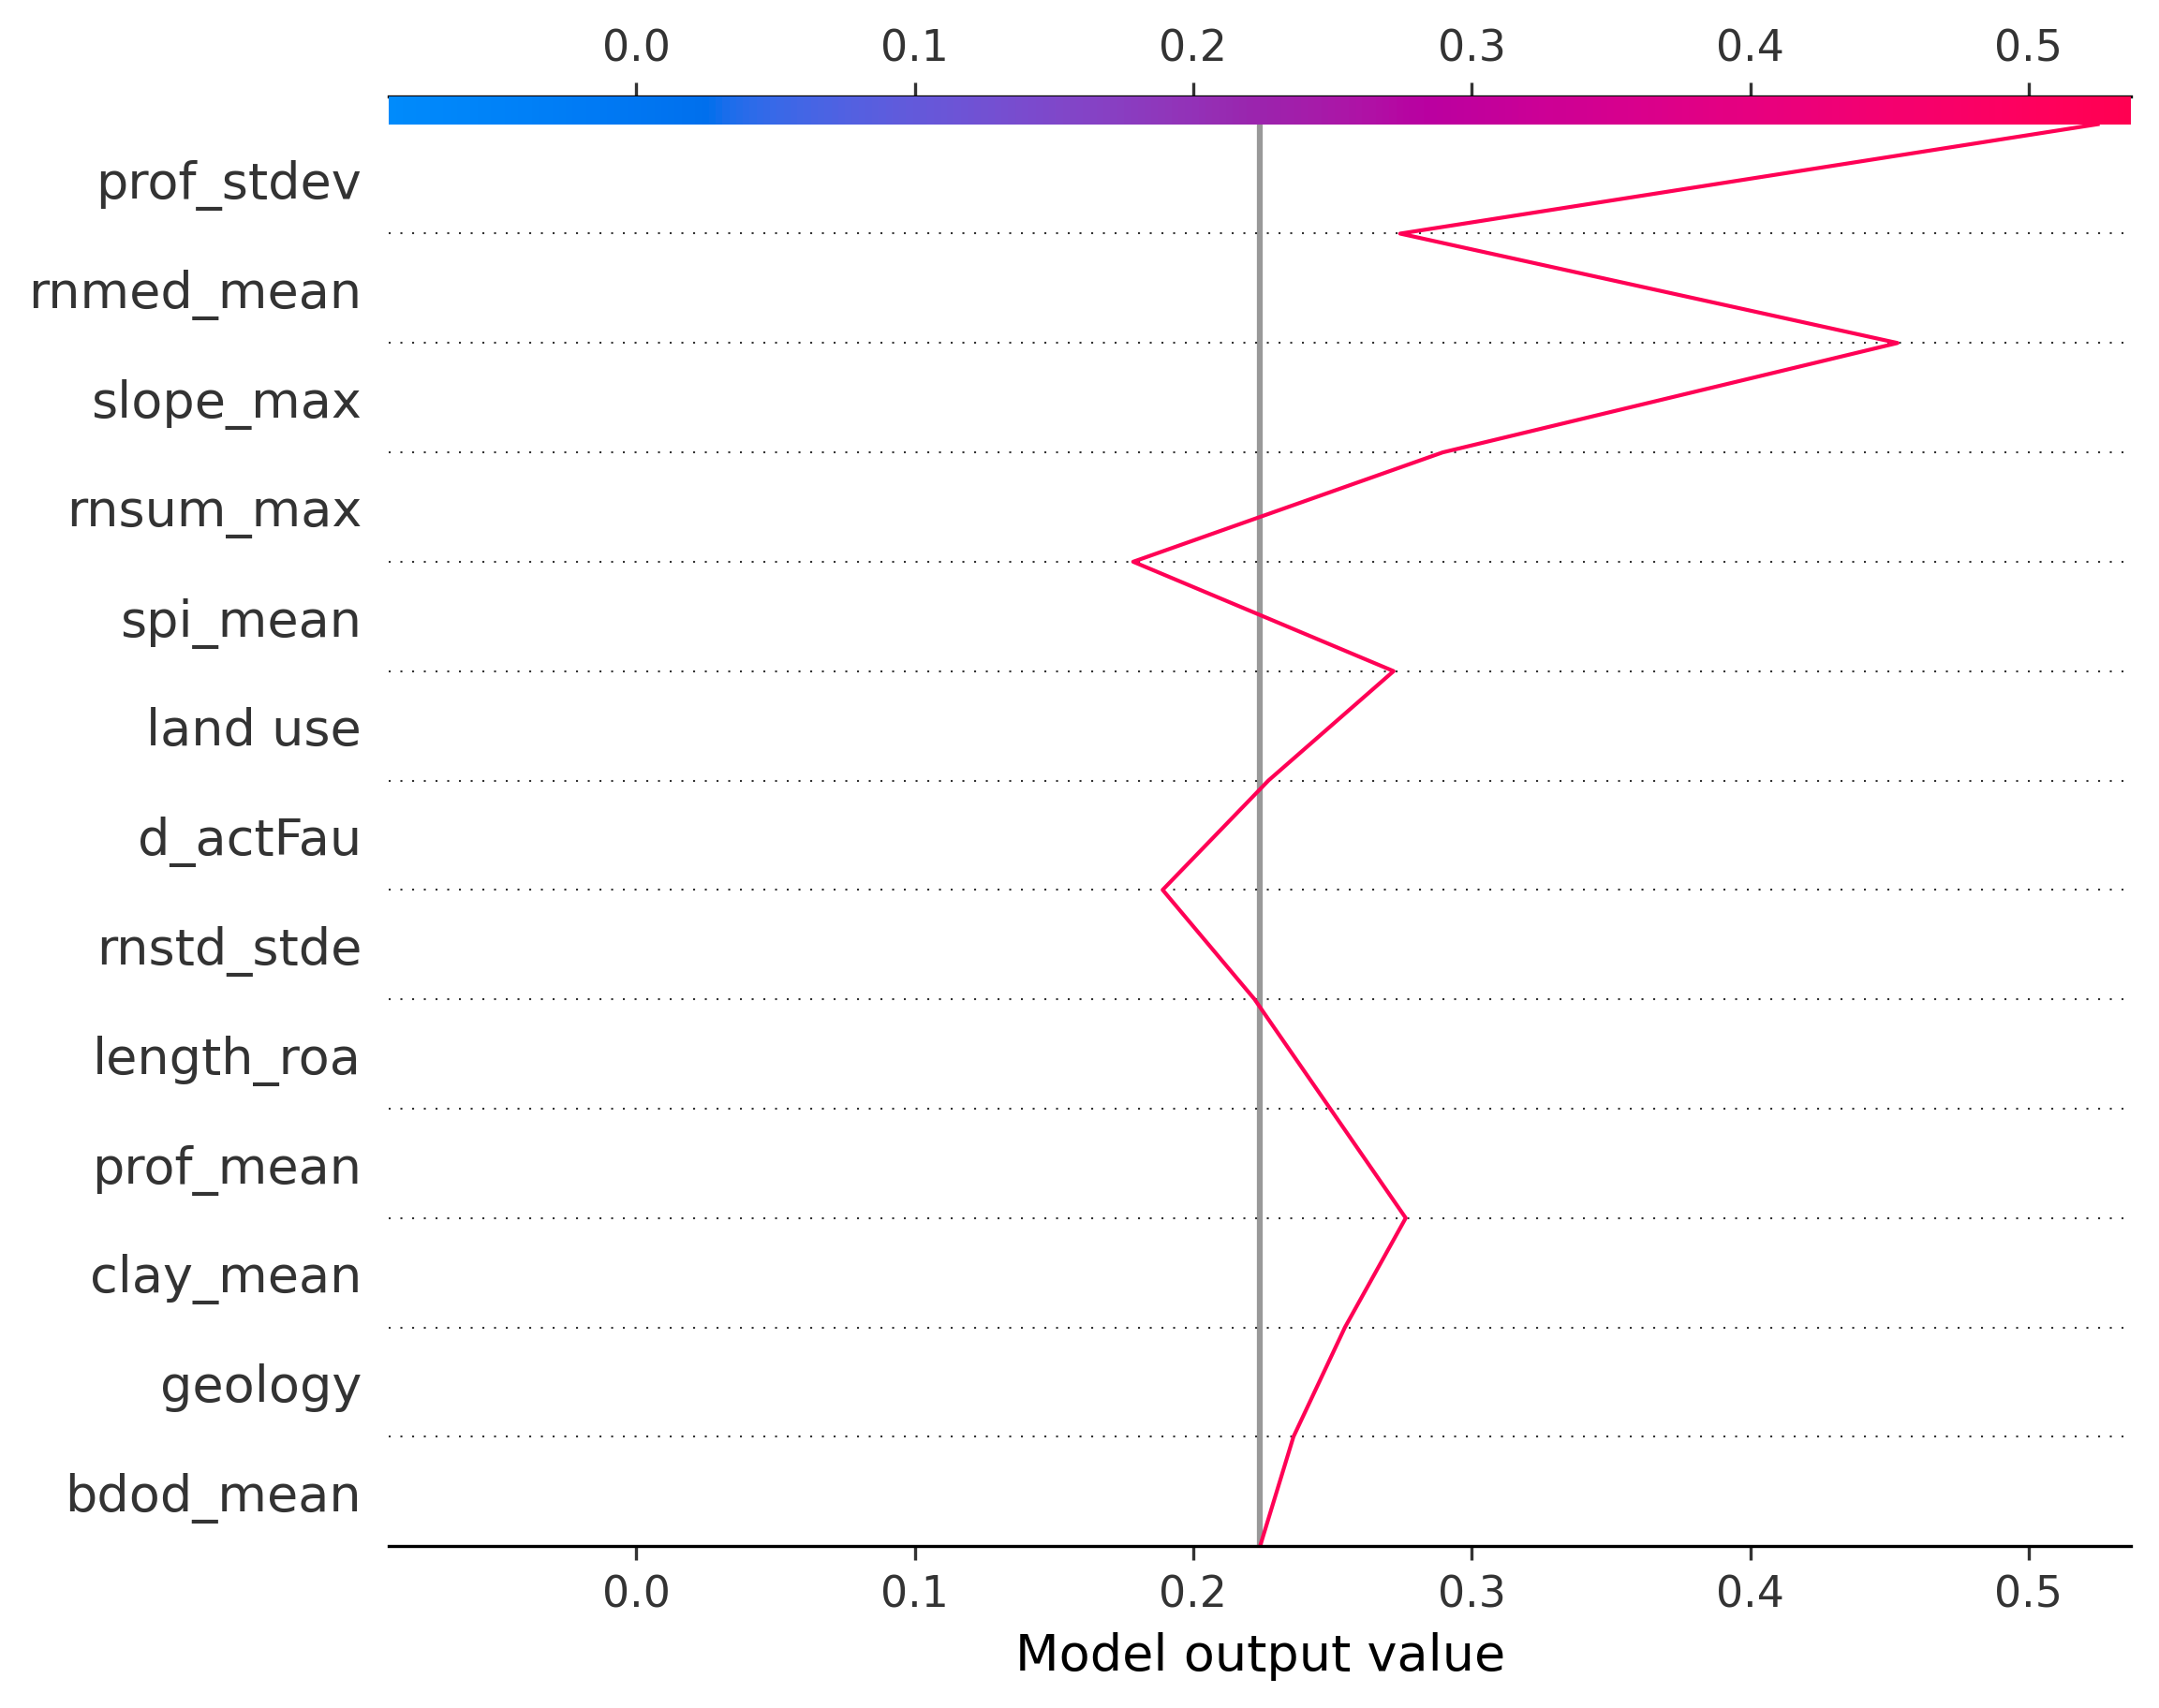 0.0 0.1 0.2 0.3 0.4 0.5
prof_stdev
rnmed_mean
slope_max
rnsum_max
spi_mean
land use
d_actFau
rnstd_stde
length_roa
prof_mean
clay_mean
geology
bdod_mean
0.0 0.1 0.2 0.3 0.4 0.5
Model output value